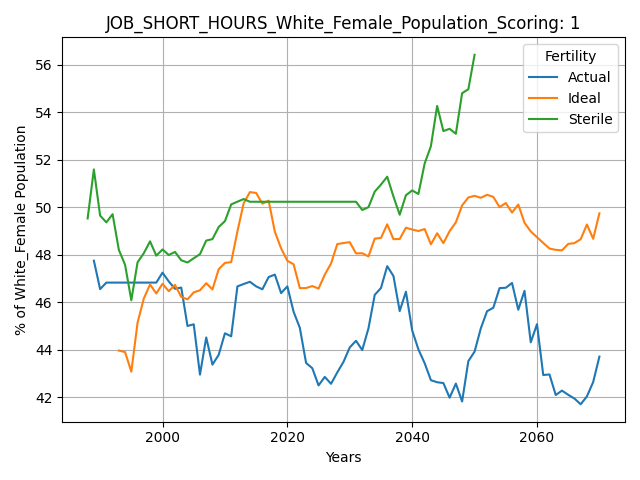 JOB_SHORT_HOURS_White_Female_Population_Scoring: 1
Fertility
Actual
Ideal
Sterile
% of White_Female Population
56
54
52
50
48
46
44
42
2000 2020 2040 2060
Years